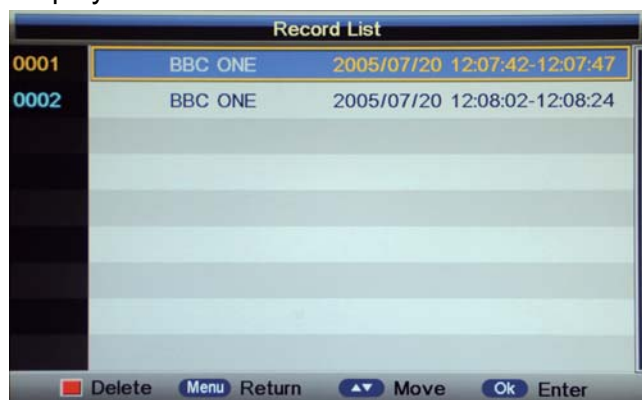 Record List
0001 BBC ONE 2005/07/20 12:07:42-12:07:47
0002 BBC ONE 2005/07/20 12:08:02-12:08:24
Delete Menu Return Move Ok Enter